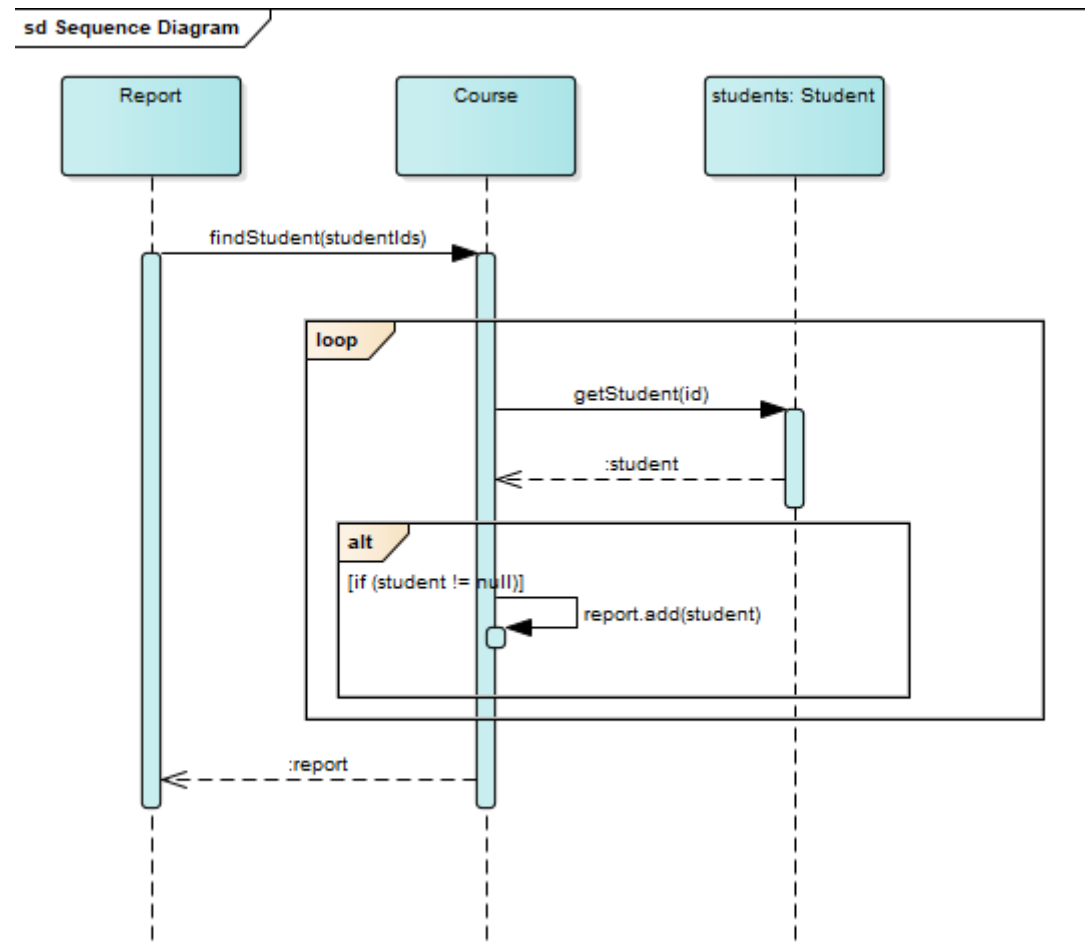 sd Sequence Diagram
Report
Course
students: Student
findStudent(studentIds)
loop
getStudent(id)
:student
alt
[if (student != null)]
report.add(student)
:report